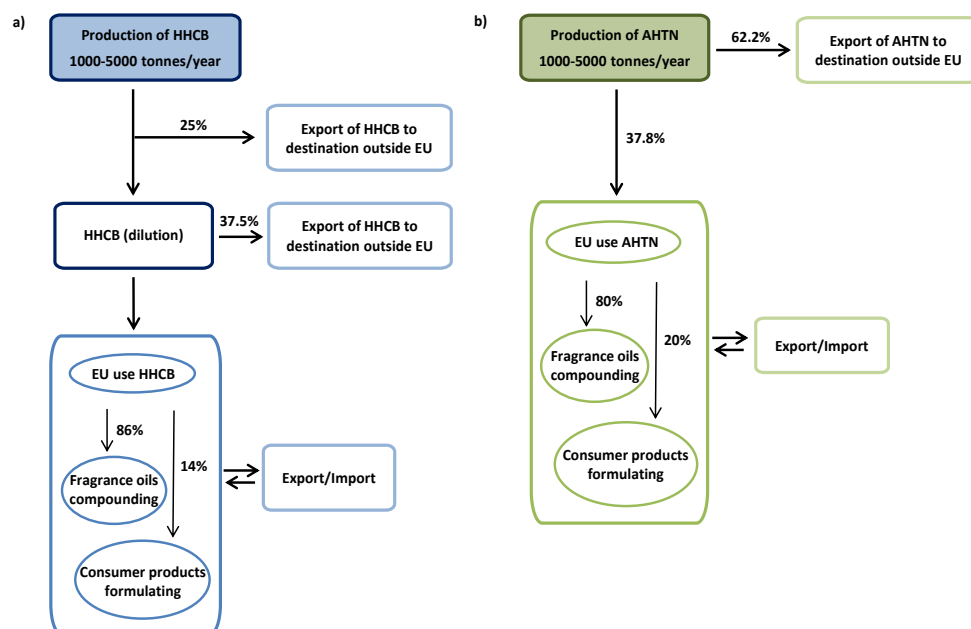 a)
Production of HHCB
1000-5000 tonnes/year
25%
Export of HHCB to
destination outside EU
HHCB (dilution)
37.5%
Export of HHCB to
destination outside EU
EU use HHCB
86%
14%
Fragrance oils
compounding
Export/Import
Consumer products
formulating
b)
Production of AHTN
1000-5000 tonnes/year
62.2%
Export of AHTN to
destination outside EU
37.8%
EU use AHTN
80%
20%
Fragrance oils
compounding
Export/Import
Consumer products
formulating